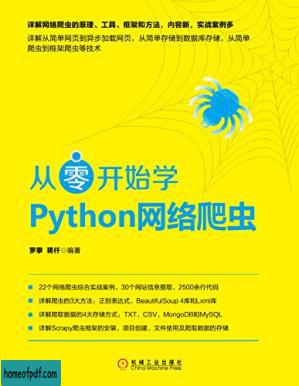 详解网络爬虫的原理、工具、框架和方法，内容新，实战案例多
详解从简单网页到异步加载网页，从简单存储到数据库存储，从简单
爬虫到框架爬虫等技术
从零开始学
Python网络爬虫
罗攀 蒋仟◎编著
■ 22个网络爬虫综合实战案例、30个网站信息提取、2500余行代码
■ 详解爬虫的3大方法：正则表达式、BeautifulSoup 4库和Lxml库
■ 详解爬取数据的4大存储方式：TXT、CSV、MongoDB和MySQL
■ 详解Scrapy爬虫框架的安装、项目创建、文件使用及爬取数据的存储
机械工业出版社
CHINA MACHINE PRESS
homeofpdf.com
homeofpdf.com